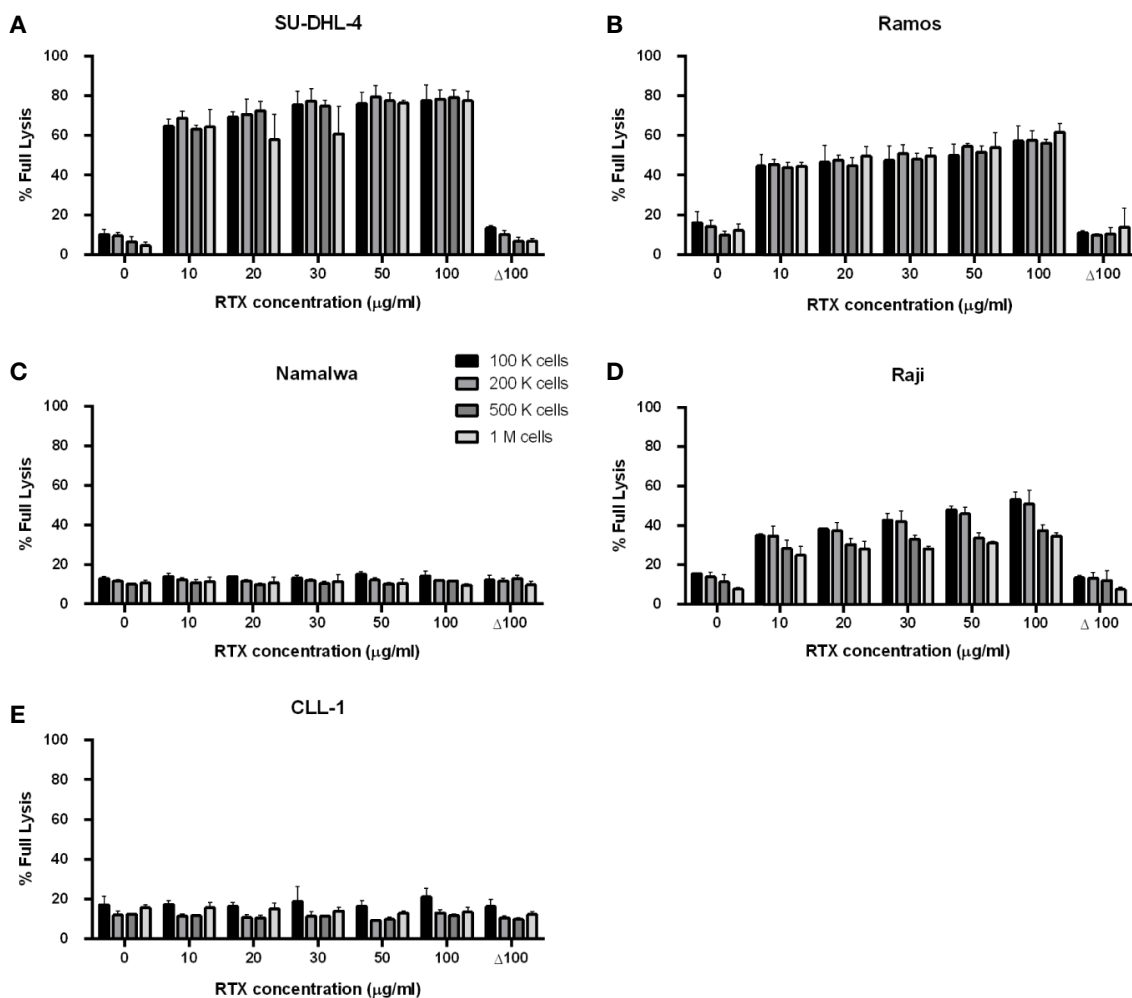 A
SU-DHL-4
100
80
60
40
20
0
% Full Lysis
0 10 20 30 50 100 Δ100
RTX concentration (μg/ml)
B
Ramos
100
80
60
40
20
0
% Full Lysis
0 10 20 30 50 100 Δ100
RTX concentration (μg/ml)
C
Namalwa
100
80
60
40
20
0
% Full Lysis
0 10 20 30 50 100 Δ100
RTX concentration (μg/ml)
100 K cells
200 K cells
500 K cells
1 M cells
D
Raji
100
80
60
40
20
0
% Full Lysis
0 10 20 30 50 100 Δ 100
RTX concentration (μg/ml)
E
CLL-1
100
80
60
40
20
0
% Full Lysis
0 10 20 30 50 100 Δ100
RTX concentration (μg/ml)